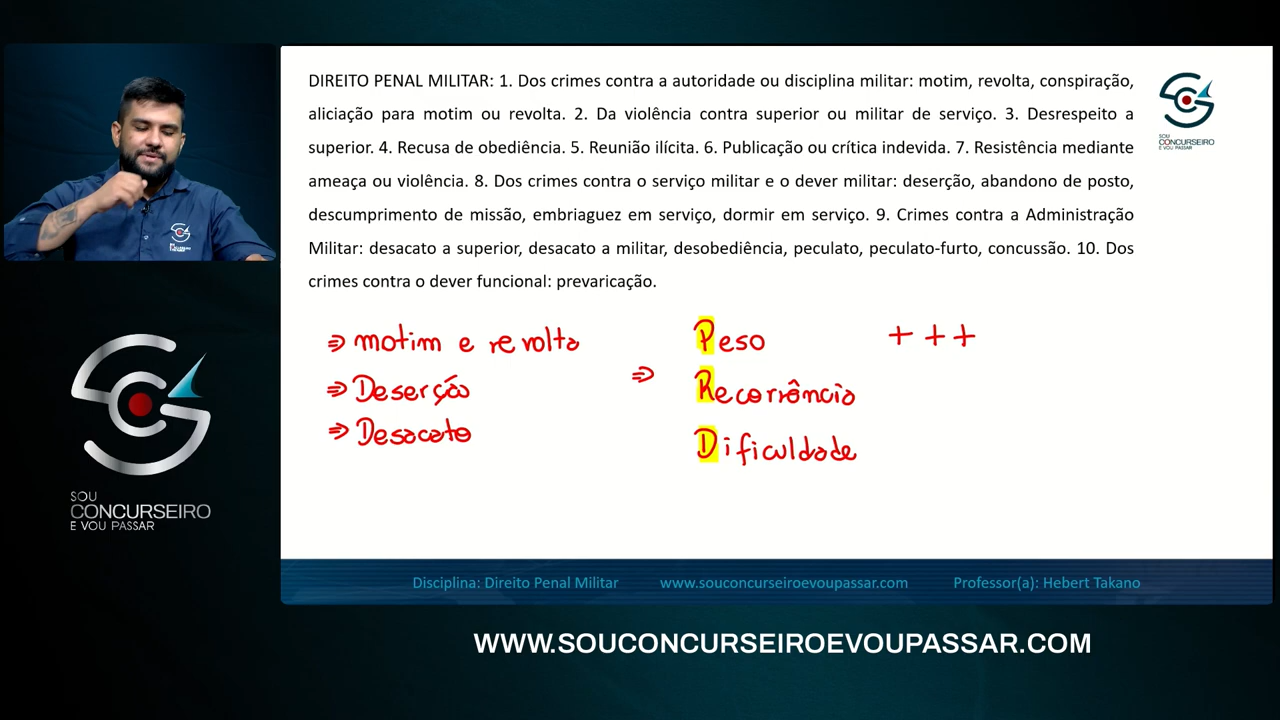 DIREITO PENAL MILITAR: 1. Dos crimes contra a autoridade ou disciplina militar: motim, revolta, conspiração,
aliciação para motim ou revolta. 2. Da violência contra superior ou militar de serviço. 3. Desrespeito a
superior. 4. Recusa de obediência. 5. Reunião ilícita. 6. Publicação ou crítica indevida. 7. Resistência mediante
ameaça ou violência. 8. Dos crimes contra o serviço militar e o dever militar: deserção, abandono de posto,
descumprimento de missão, embriaguez em serviço, dormir em serviço. 9. Crimes contra a Administração
Militar: desacato a superior, desacato a militar, desobediência, peculato, peculato-furto, concussão. 10. Dos
crimes contra o dever funcional: prevaricação.
SOU
CONCURSEIRO
E VOU PASSAR
⇒ motim e revolta
⇒ Deserção
⇒ Desacato
⇒
Peso +++
Recorrência
Dificuldade
SOU
CONCURSEIRO
E VOU PASSAR
Disciplina: Direito Penal Militar www.souconcurseiroevoupassar.com Professor(a): Hebert Takano
WWW.SOUCONCURSEIROEVOUPASSAR.COM